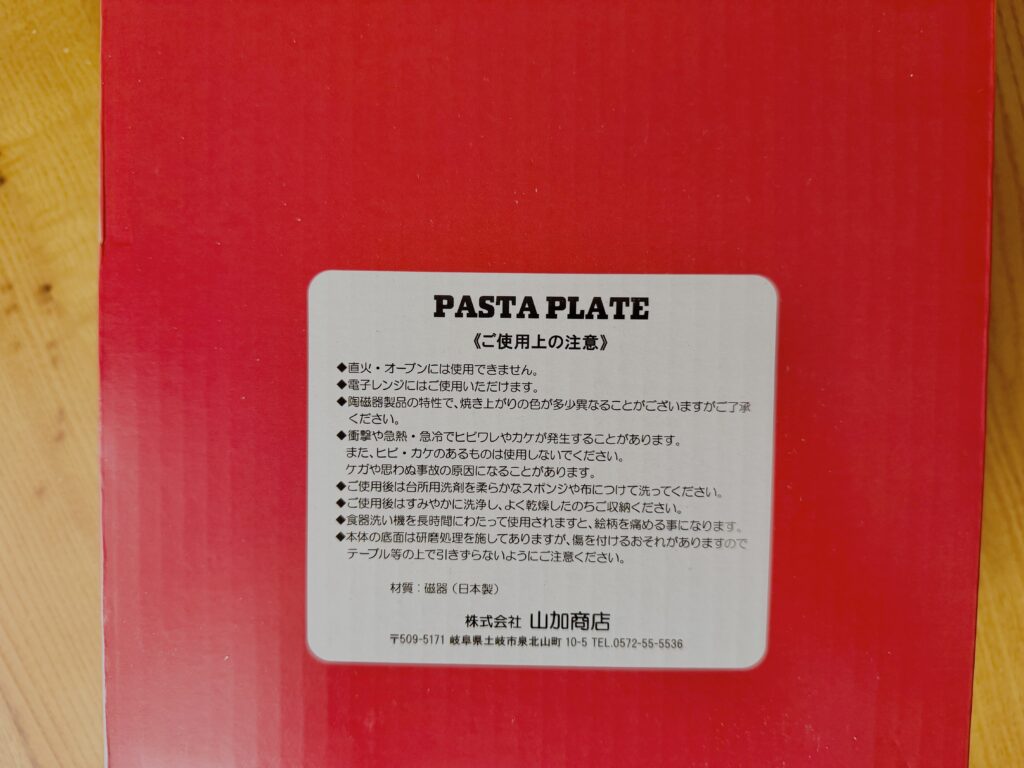 PASTA PLATE
《ご使用上の注意》
◆直火・オーブンには使用できません。
◆電子レンジにはご使用いただけます。
◆陶磁器製品の特性で、焼き上がりの色が多少異なることがございますがご了承
ください。
◆衝撃や急熱・急冷でヒビワレやカケが発生することがあります。
また、ヒビ・カケのあるものは使用しないでください。
ケガや思わぬ事故の原因になることがあります。
◆ご使用後は台所用洗剤を柔らかなスポンジや布につけて洗ってください。
◆ご使用後はすみやかに洗浄し、よく乾燥したのちご収納ください。
◆食器洗い機を長時間にわたって使用されますと、絵柄を痛める事になります。
◆本体の底面は研磨処理を施してありますが、傷を付けるおそれがありますので
テーブル等の上で引きずらないようにご注意ください。
材質：磁器（日本製）
株式会社 山加商店
〒509-5171 岐阜県土岐市泉北山町 10-5 TEL.0572-55-5536